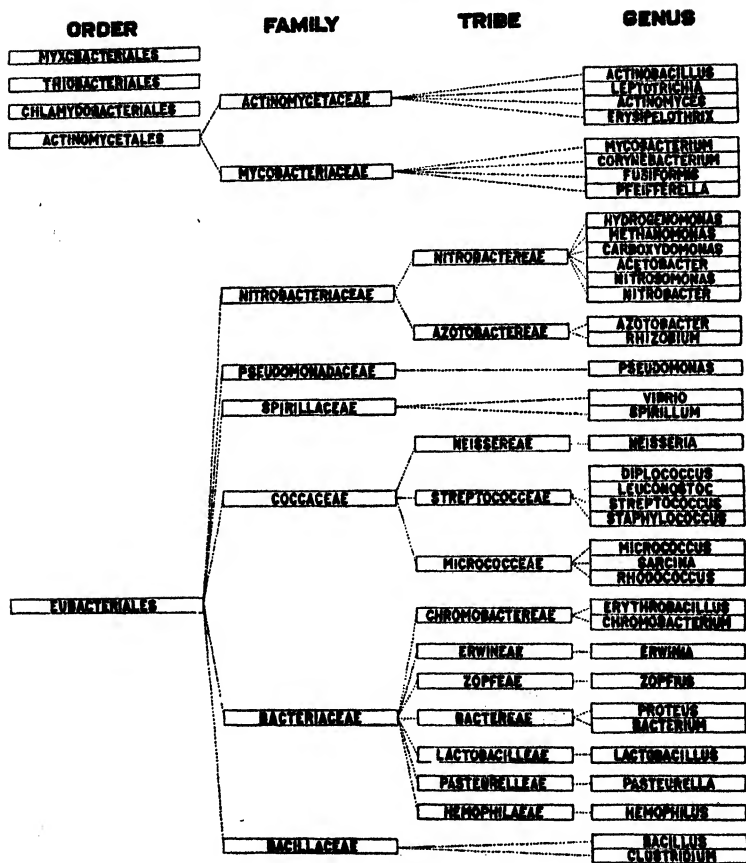 ORDER FAMILY TRIBE GENUS
MYXOBACTERIALES
THIOBACTERIALES
CHLAMYDOBACTERIALES
ACTINOMYCETALES
ACTINOMYCETACEAE
ACTINOBACILLUS
LEPTOTRICHIA
ACTINOMYCES
ERYSIPELOTHRIX
MYCOBACTERIACEAE
MYCOBACTERIUM
CORYNEBACTERIUM
FUSIFORMIS
PFEIFFERELLA
EUBACTERIALES
NITROBACTERIACEAE
NITROBACTEREAE
HYDROGENOMONAS
METHANOMONAS
CARBOXYDOMONAS
ACETOBACTER
NITROSOMONAS
NITROBACTER
AZOTOBACTEREAE
AZOTOBACTER
RHIZOBIUM
PSEUDOMONADACEAE
PSEUDOMONAS
SPIRILLACEAE
VIBRIO
SPIRILLUM
COCCACEAE
NEISSEREAE
NEISSERIA
STREPTOCOCCEAE
DIPLOCOCCUS
LEUCONOSTOC
STREPTOCOCCUS
STAPHYLOCOCCUS
MICROCOCCEAE
MICROCOCCUS
SARCINA
RHODOCOCCUS
BACTERIACEAE
CHROMOBACTEREAE
ERYTHROBACILLUS
CHROMOBACTERIUM
ERWINEAE
ERWINIA
ZOPFEAE
ZOPFIUS
BACTEREAE
PROTEUS
BACTERIUM
LACTOBACILLEAE
LACTOBACILLUS
PASTEURELLEAE
PASTEURELLA
HEMOPHILAEAE
HEMOPHILUS
BACILLACEAE
BACILLUS
CLOSTRIDIUM